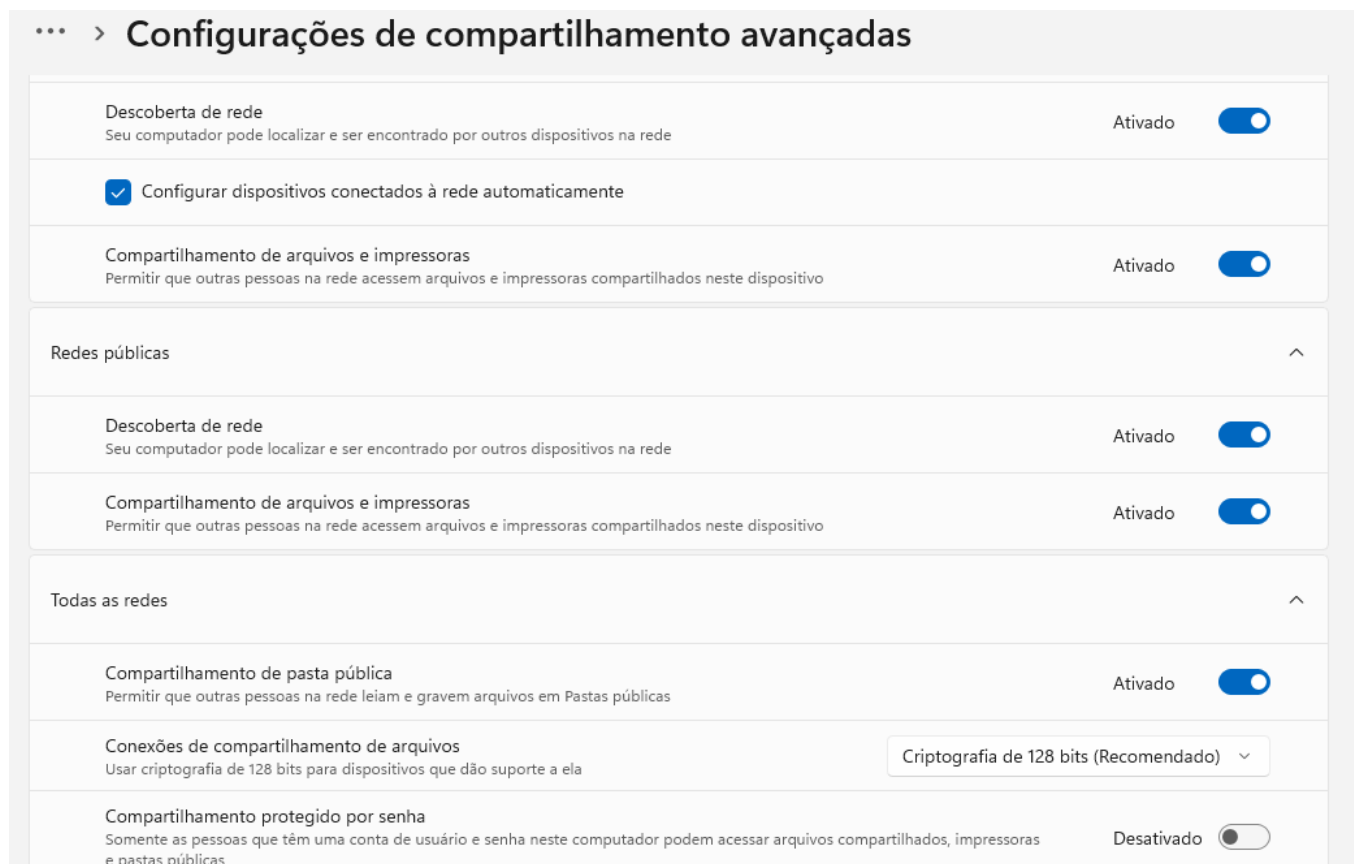 ··· > Configurações de compartilhamento avançadas
Descoberta de rede
Seu computador pode localizar e ser encontrado por outros dispositivos na rede
Ativado
Configurar dispositivos conectados à rede automaticamente
Compartilhamento de arquivos e impressoras
Permitir que outras pessoas na rede acessem arquivos e impressoras compartilhados neste dispositivo
Ativado
Redes públicas
Descoberta de rede
Seu computador pode localizar e ser encontrado por outros dispositivos na rede
Ativado
Compartilhamento de arquivos e impressoras
Permitir que outras pessoas na rede acessem arquivos e impressoras compartilhados neste dispositivo
Ativado
Todas as redes
Compartilhamento de pasta pública
Permitir que outras pessoas na rede leiam e gravem arquivos em Pastas públicas
Ativado
Conexões de compartilhamento de arquivos
Usar criptografia de 128 bits para dispositivos que dão suporte a ela
Criptografia de 128 bits (Recomendado)
Compartilhamento protegido por senha
Somente as pessoas que têm uma conta de usuário e senha neste computador podem acessar arquivos compartilhados, impressoras
e pastas públicas
Desativado